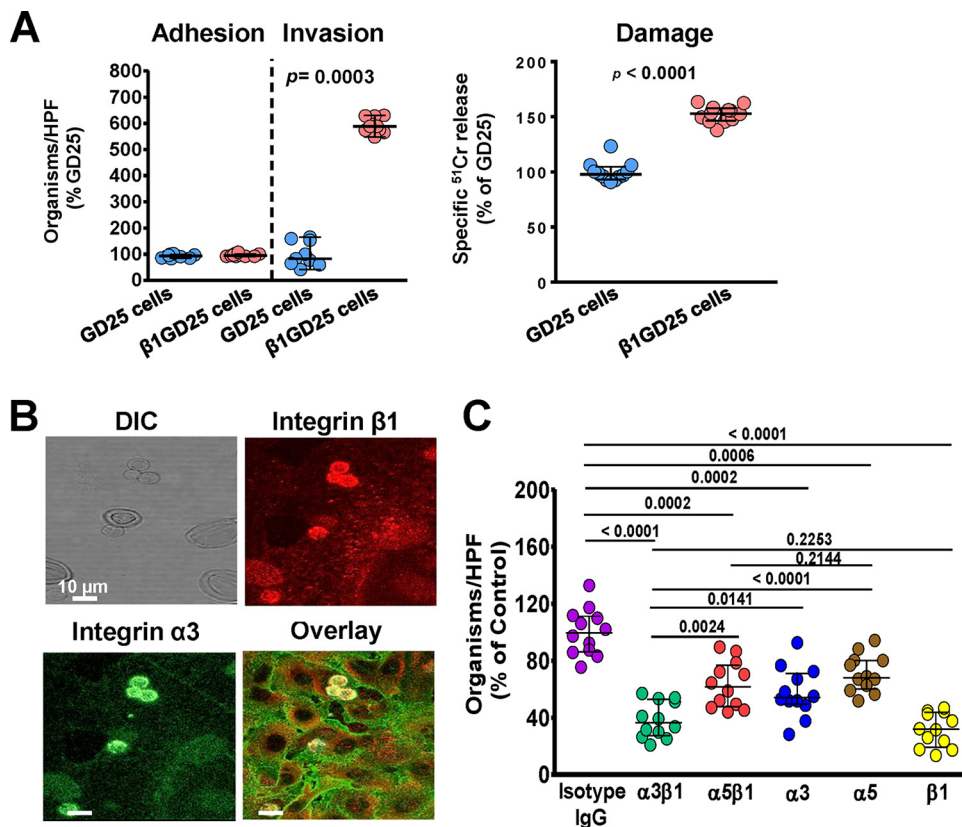 A
Adhesion Invasion
Damage
p= 0.0003
p < 0.0001
Organisms/HPF
(% GD25)
800
700
600
500
400
300
200
100
0
GD25 cells
β1GD25 cells
GD25 cells
β1GD25 cells
Specific ⁵¹Cr release
(% of GD25)
200
150
100
50
0
GD25 cells
β1GD25 cells
B
DIC
Integrin β1
10 µm
Integrin α3
Overlay
C
< 0.0001
0.0006
0.0002
0.0002
< 0.0001
0.2253
0.2144
< 0.0001
0.0141
0.0024
Organisms/HPF
(% of Control)
200
160
120
80
40
0
Isotype
IgG
α3β1
α5β1
α3
α5
β1